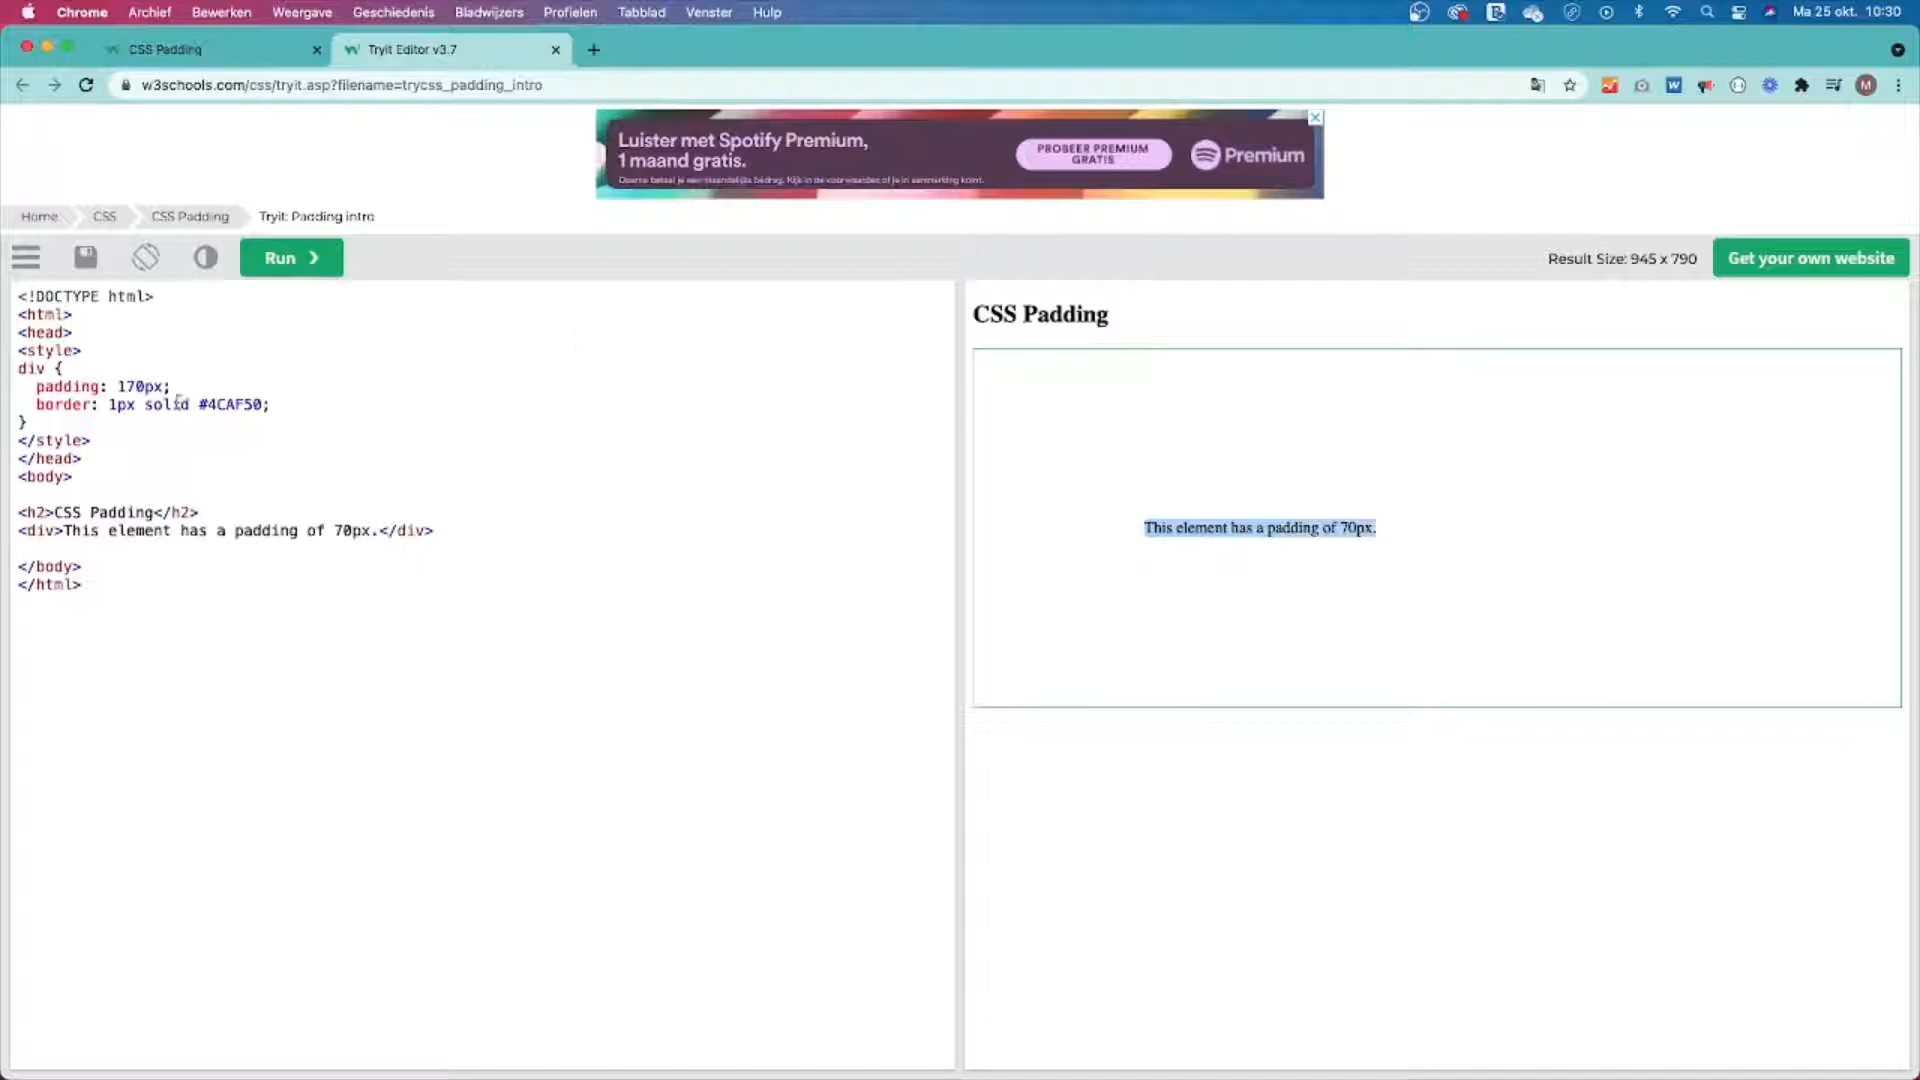 Chrome Archief Bewerken Weergave Geschiedenis Bladwijzers Profielen Tabblad Venster Hulp Ma 25 okt. 10:30
CSS Padding
Tryit Editor v3.7
w3schools.com/css/tryit.asp?filename=trycss_padding_intro
Luister met Spotify Premium,
1 maand gratis.
PROBEER PREMIUM
GRATIS
Premium
Home CSS CSS Padding Tryit: Padding intro
Run ❯
Result Size: 945 x 790
Get your own website
<!DOCTYPE html>
<html>
<head>
<style>
div {
padding: 170px;
border: 1px solid #4CAF50;
}
</style>
</head>
<body>
<h2>CSS Padding</h2>
<div>This element has a padding of 70px.</div>
</body>
</html>
CSS Padding
This element has a padding of 70px.